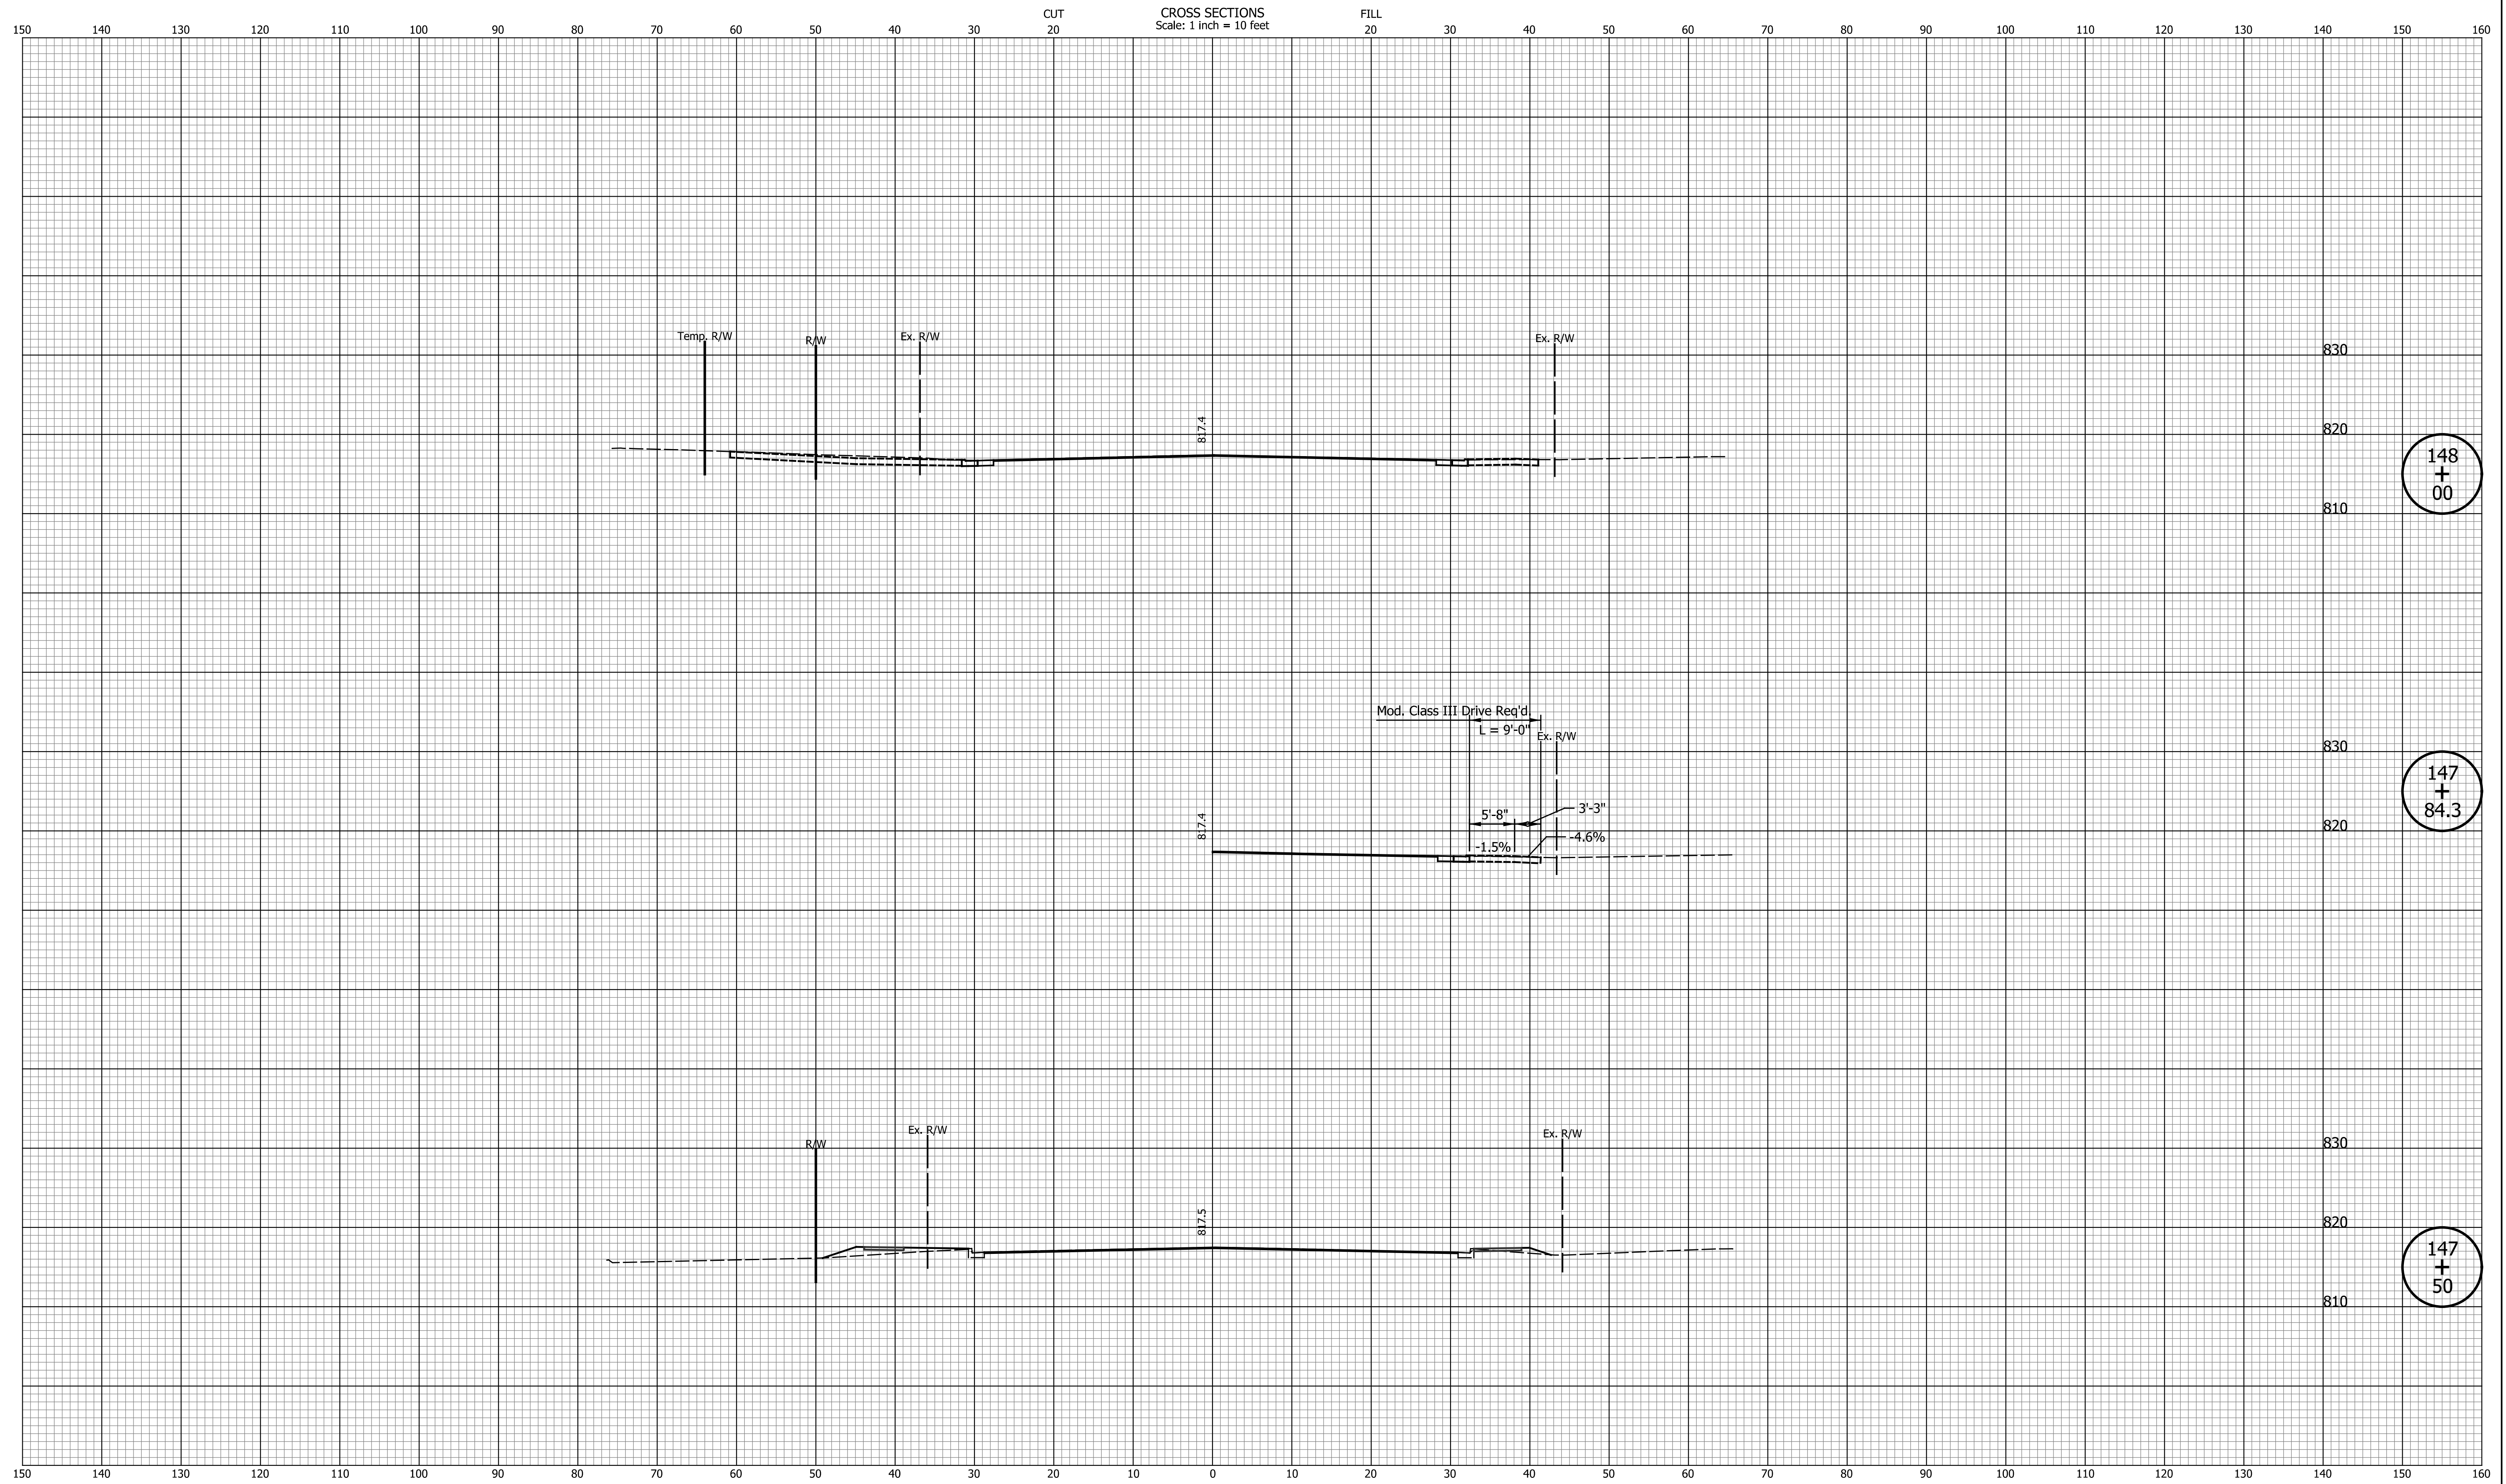 CUT CROSS SECTIONS FILL
Scale: 1 inch = 10 feet
150 140 130 120 110 100 90 80 70 60 50 40 30 20 20 30 40 50 60 70 80 90 100 110 120 130 140 150 160
Temp. R/W R/W Ex. R/W Ex. R/W 830
817.4 820
148
+
00
810
Mod. Class III Drive Req'd.
L = 9'-0"
Ex. R/W 830
147
+
84.3
5'-8" 3'-3"
817.4 820
-1.5% -4.6%
R/W Ex. R/W Ex. R/W 830
817.5 820
147
+
50
810
150 140 130 120 110 100 90 80 70 60 50 40 30 20 10 0 10 20 30 40 50 60 70 80 90 100 110 120 130 140 150 160